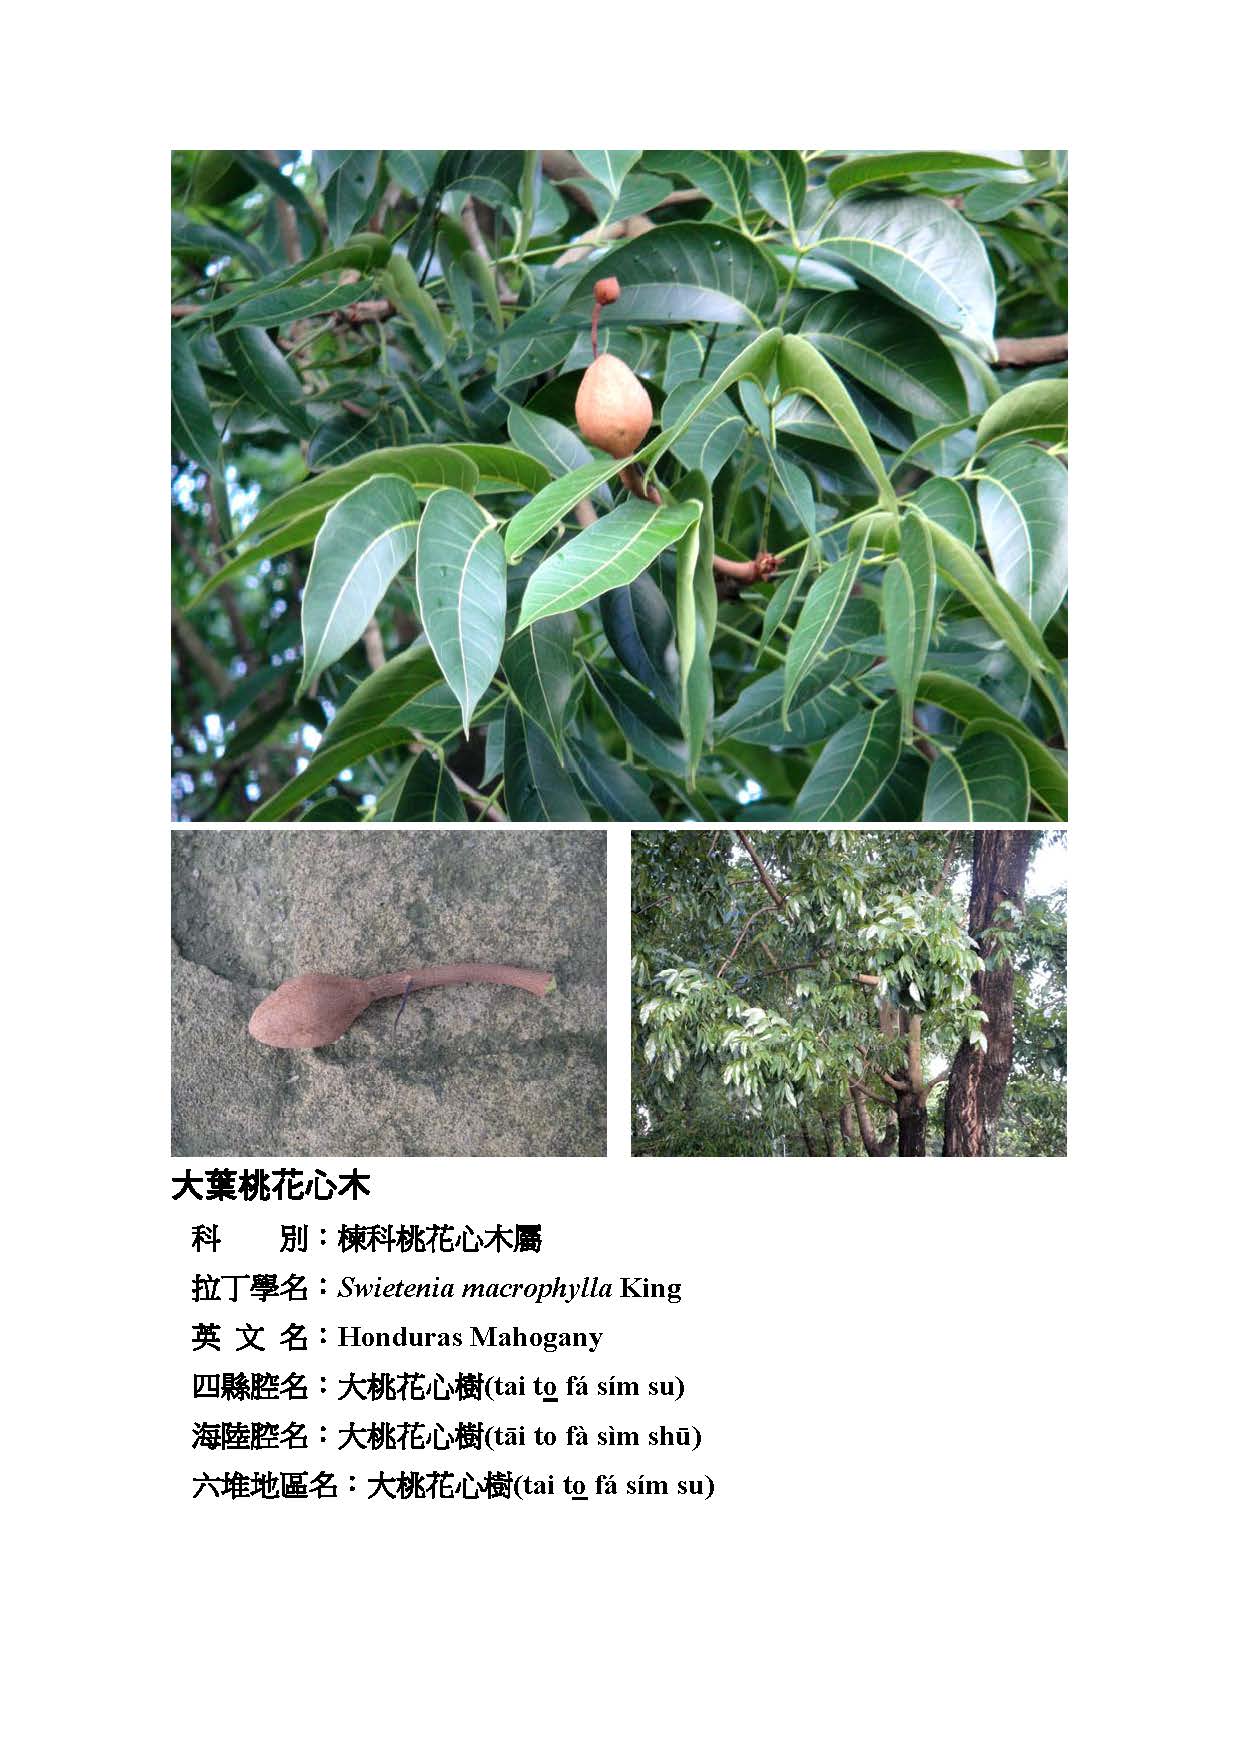 大葉桃花心木
科　　別：楝科桃花心木屬
拉丁學名：Swietenia macrophylla King
英 文 名：Honduras Mahogany
四縣腔名：大桃花心樹(tai to̲ fá sím su)
海陸腔名：大桃花心樹(tāi to fà sìm shū)
六堆地區名：大桃花心樹(tai to̲ fá sím su)